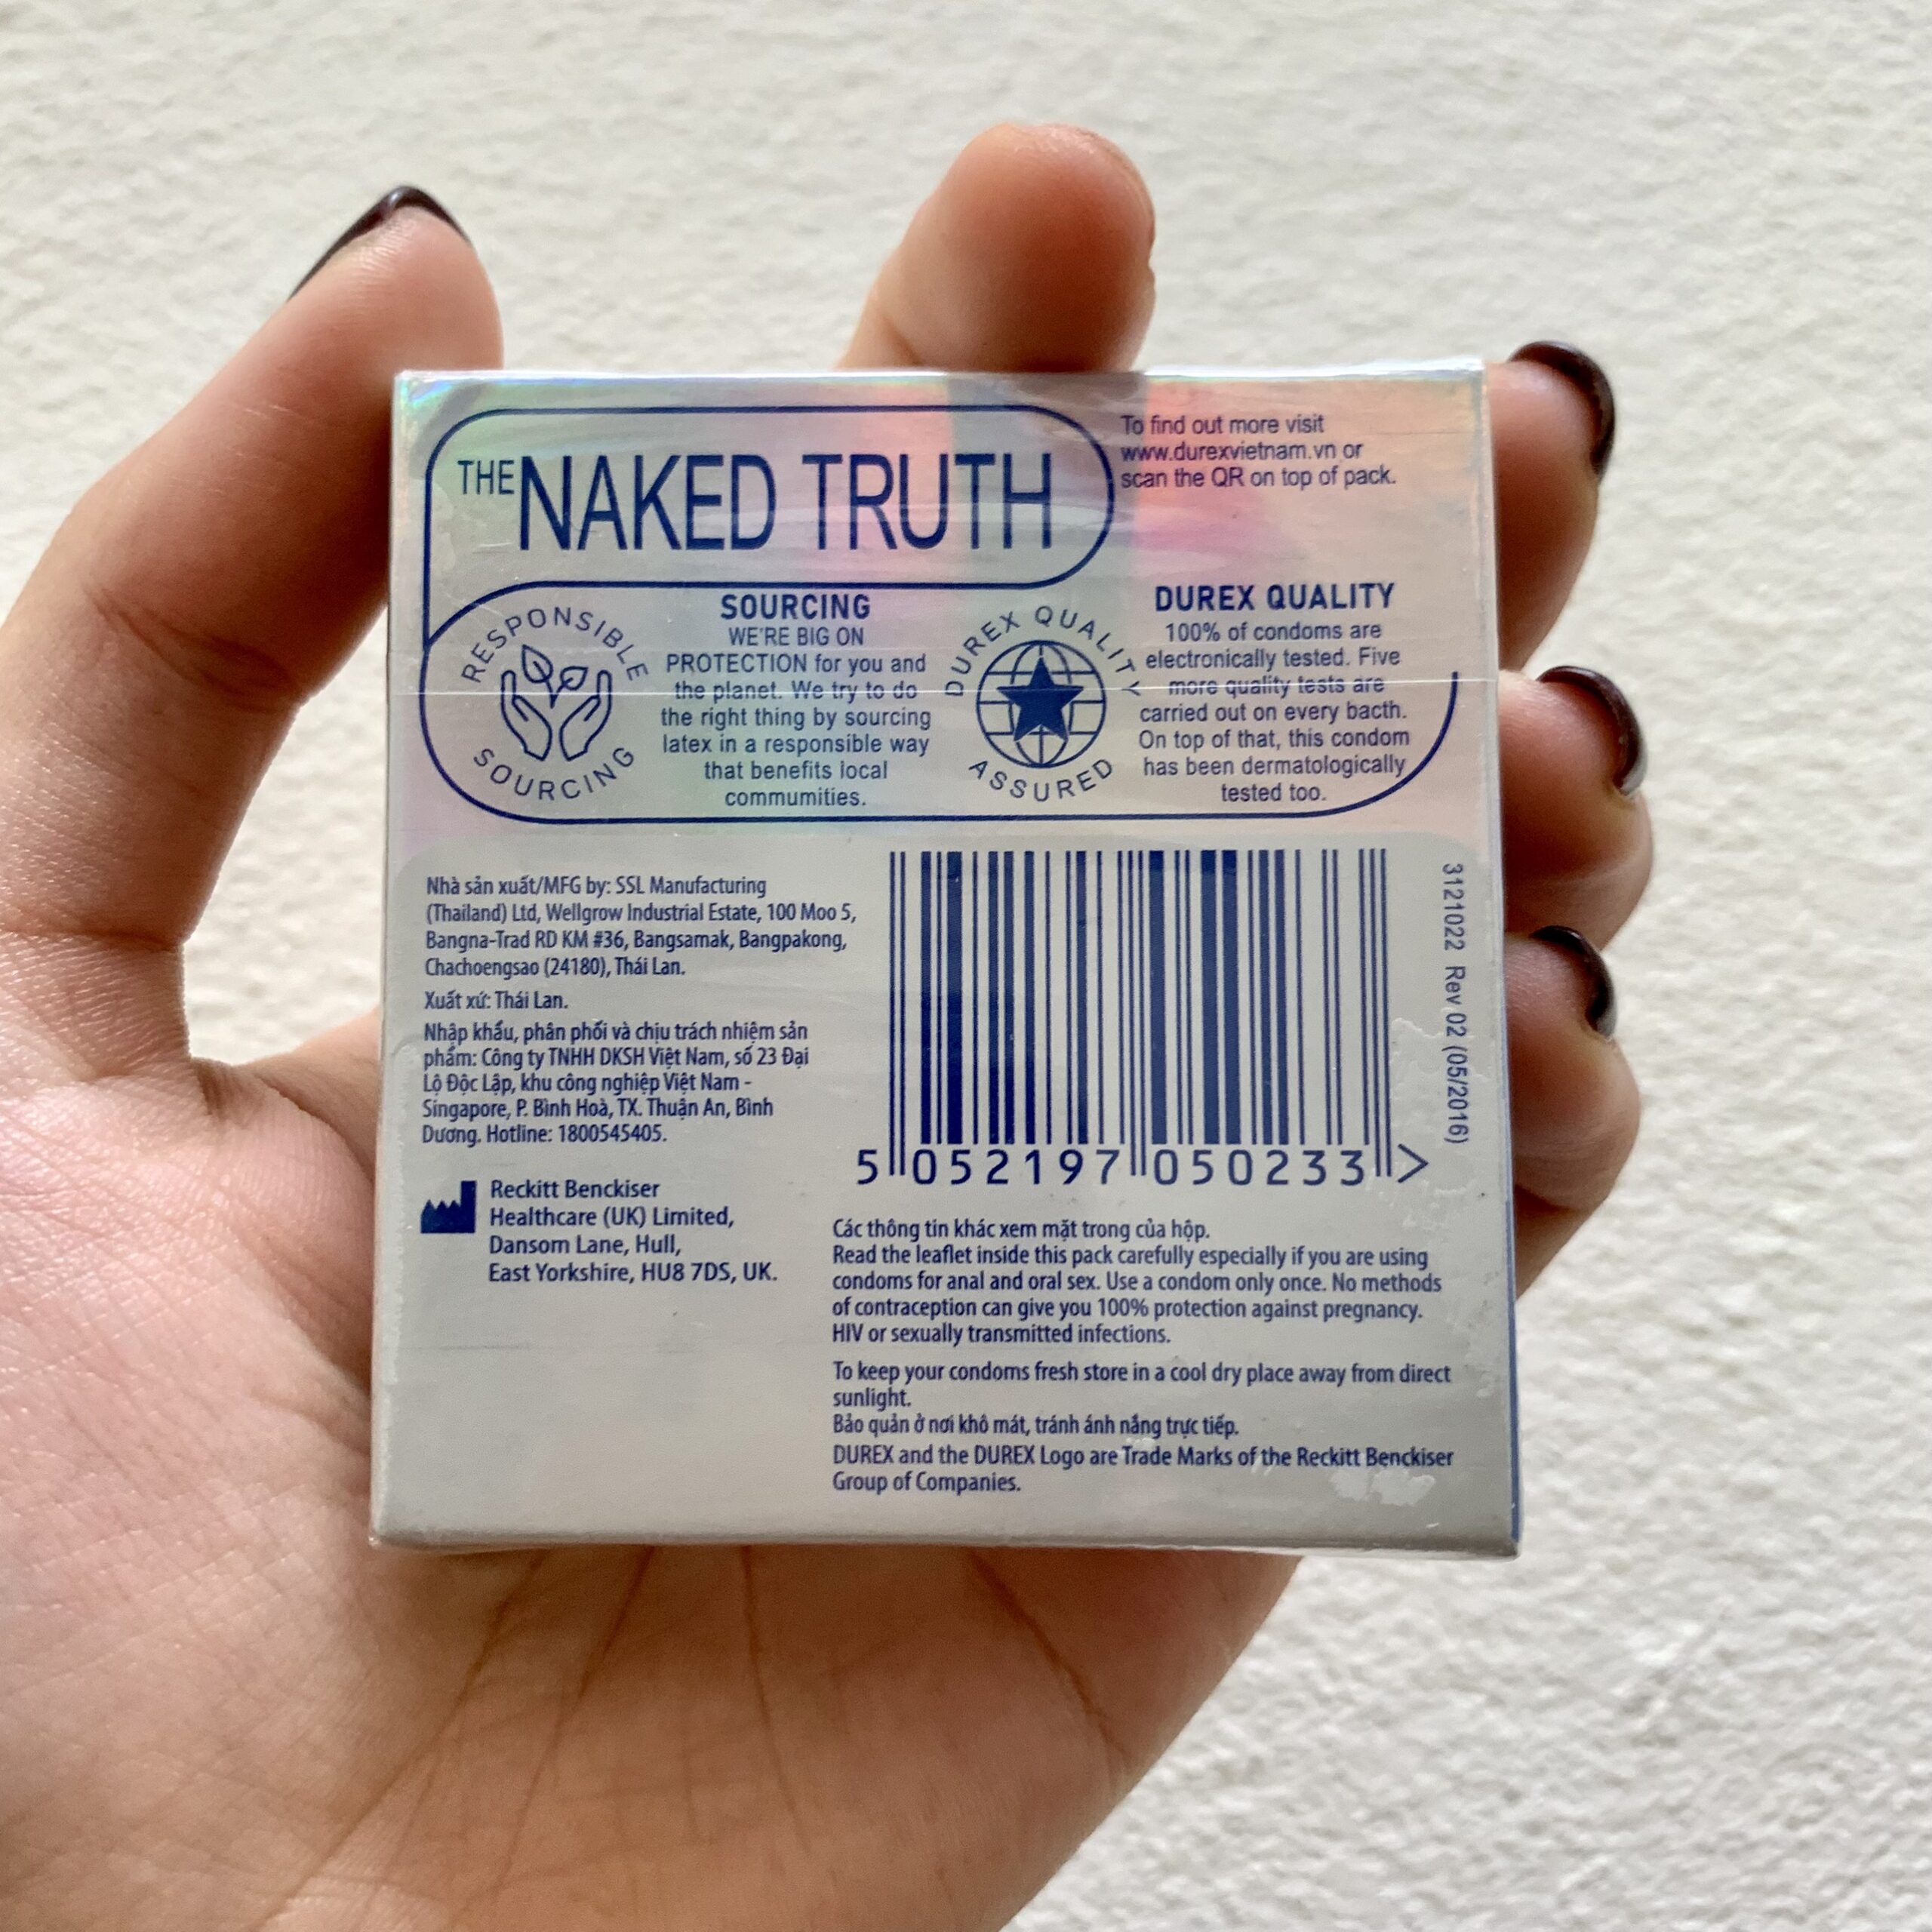 THE NAKED TRUTH
To find out more visit
www.durexvietnam.vn or
scan the QR on top of pack.
RESPONSIBLE
SOURCING
SOURCING
WE'RE BIG ON
PROTECTION for you and
the planet. We try to do
the right thing by sourcing
latex in a responsible way
that benefits local
commumities.
DUREX QUALITY
ASSURED
DUREX QUALITY
100% of condoms are
electronically tested. Five
more quality tests are
carried out on every bacth.
On top of that, this condom
has been dermatologically
tested too.
Nhà sản xuất/MFG by: SSL Manufacturing
(Thailand) Ltd, Wellgrow Industrial Estate, 100 Moo 5,
Bangna-Trad RD KM #36, Bangsamak, Bangpakong,
Chachoengsao (24180), Thái Lan.
Xuất xứ: Thái Lan.
Nhập khẩu, phân phối và chịu trách nhiệm sản
phẩm: Công ty TNHH DKSH Việt Nam, số 23 Đại
Lộ Độc Lập, khu công nghiệp Việt Nam -
Singapore, P. Bình Hoà, TX. Thuận An, Bình
Dương. Hotline: 1800545405.
Reckitt Benckiser
Healthcare (UK) Limited,
Dansom Lane, Hull,
East Yorkshire, HU8 7DS, UK.
5 052197 050233 >
3121022 Rev 02 (05/2016)
Các thông tin khác xem mặt trong của hộp.
Read the leaflet inside this pack carefully especially if you are using
condoms for anal and oral sex. Use a condom only once. No methods
of contraception can give you 100% protection against pregnancy.
HIV or sexually transmitted infections.
To keep your condoms fresh store in a cool dry place away from direct
sunlight.
Bảo quản ở nơi khô mát, tránh ánh nắng trực tiếp.
DUREX and the DUREX Logo are Trade Marks of the Reckitt Benckiser
Group of Companies.